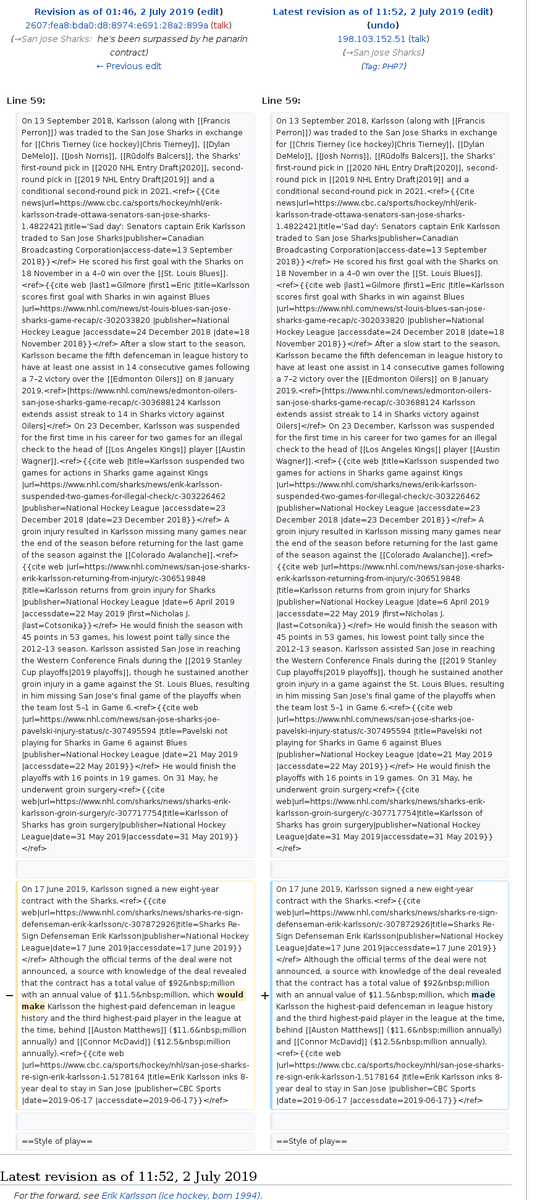 Revision as of 01:46, 2 July 2019 (edit)
2607:fea8:bda0:d8:8974:e691:28a2:899a (talk)
(→San Jose Sharks: he's been surpassed by he panarin
contract)
← Previous edit
Latest revision as of 11:52, 2 July 2019 (edit)
(undo)
198.103.152.51 (talk)
(→San Jose Sharks)
(Tag: PHP7)
Line 59:
On 13 September 2018, Karlsson (along with [[Francis
Perron]]) was traded to the San Jose Sharks in exchange
for [[Chris Tierney (ice hockey)|Chris Tierney]], [[Dylan
DeMelo]], [[Josh Norris]], [[Rūdolfs Balcers]], the Sharks'
first-round pick in [[2020 NHL Entry Draft|2020]], second-
round pick in [[2019 NHL Entry Draft|2019]] and a
conditional second-round pick in 2021.<ref>{{Cite
news|url=https://www.cbc.ca/sports/hockey/nhl/erik-
karlsson-trade-ottawa-senators-san-jose-sharks-
1.4822421|title='Sad day': Senators captain Erik Karlsson
traded to San Jose Sharks|publisher=Canadian
Broadcasting Corporation|access-date=13 September
2018}}</ref> He scored his first goal with the Sharks on
18 November in a 4–0 win over the [[St. Louis Blues]].
<ref>{{cite web |last1=Gilmore |first1=Eric |title=Karlsson
scores first goal with Sharks in win against Blues
|url=https://www.nhl.com/news/st-louis-blues-san-jose-
sharks-game-recap/c-302033820 |publisher=National
Hockey League |accessdate=24 December 2018 |date=18
November 2018}}</ref> After a slow start to the season,
Karlsson became the fifth defenceman in league history to
have at least one assist in 14 consecutive games following
a 7–2 victory over the [[Edmonton Oilers]] on 8 January
2019.<ref>[https://www.nhl.com/news/edmonton-oilers-
san-jose-sharks-game-recap/c-303688124 Karlsson
extends assist streak to 14 in Sharks victory against
Oilers]</ref> On 23 December, Karlsson was suspended
for the first time in his career for two games for an illegal
check to the head of [[Los Angeles Kings]] player [[Austin
Wagner]].<ref>{{cite web |title=Karlsson suspended two
games for actions in Sharks game against Kings
|url=https://www.nhl.com/sharks/news/erik-karlsson-
suspended-two-games-for-illegal-check/c-303226462
|publisher=National Hockey League |accessdate=23
December 2018 |date=23 December 2018}}</ref> A
groin injury resulted in Karlsson missing many games near
the end of the season before returning for the last game
of the season against the [[Colorado Avalanche]].<ref>
{{cite web |url=https://www.nhl.com/news/san-jose-sharks-
erik-karlsson-returning-from-injury/c-306519848
|title=Karlsson returns from groin injury for Sharks
|publisher=National Hockey League |date=6 April 2019
|accessdate=22 May 2019 |first=Nicholas J.
|last=Cotsonika}}</ref> He would finish the season with
45 points in 53 games, his lowest point tally since the
2012–13 season. Karlsson assisted San Jose in reaching
the Western Conference Finals during the [[2019 Stanley
Cup playoffs|2019 playoffs]], though he sustained another
groin injury in a game against the St. Louis Blues, resulting
in him missing San Jose's final game of the playoffs when
the team lost 5–1 in Game 6.<ref>{{cite web
|url=https://www.nhl.com/news/san-jose-sharks-joe-
pavelski-injury-status/c-307495594 |title=Pavelski not
playing for Sharks in Game 6 against Blues
|publisher=National Hockey League |date=21 May 2019
|accessdate=22 May 2019}}</ref> He would finish the
playoffs with 16 points in 19 games. On 31 May, he
underwent groin surgery<ref>{{cite
web|url=https://www.nhl.com/sharks/news/sharks-erik-
karlsson-groin-surgery/c-307717754|title=Karlsson of
Sharks has groin surgery|publisher=National Hockey
League|date=31 May 2019|accessdate=31 May 2019}}
</ref>
On 17 June 2019, Karlsson signed a new eight-year
contract with the Sharks.<ref>{{cite
web|url=https://www.nhl.com/sharks/news/sharks-re-sign-
defenseman-erik-karlsson/c-307872926|title=Sharks Re-
Sign Defenseman Erik Karlsson|publisher=National Hockey
League|date=17 June 2019|accessdate=17 June 2019}}
</ref> Although the official terms of the deal were not
announced, a source with knowledge of the deal revealed
that the contract has a total value of $92&nbsp;million
− with an annual value of $11.5&nbsp;million, which would
make Karlsson the highest-paid defenceman in league
history and the third highest-paid player in the league at
the time, behind [[Auston Matthews]] ($11.6&nbsp;million
annually) and [[Connor McDavid]] ($12.5&nbsp;million
annually).<ref>{{cite web
|url=https://www.cbc.ca/sports/hockey/nhl/san-jose-sharks-
re-sign-erik-karlsson-1.5178164 |title=Erik Karlsson inks 8-
year deal to stay in San Jose |publisher=CBC Sports
|date=2019-06-17 |accessdate=2019-06-17}}</ref>
==Style of play==
Line 59:
On 13 September 2018, Karlsson (along with [[Francis
Perron]]) was traded to the San Jose Sharks in exchange
for [[Chris Tierney (ice hockey)|Chris Tierney]], [[Dylan
DeMelo]], [[Josh Norris]], [[Rūdolfs Balcers]], the Sharks'
first-round pick in [[2020 NHL Entry Draft|2020]], second-
round pick in [[2019 NHL Entry Draft|2019]] and a
conditional second-round pick in 2021.<ref>{{Cite
news|url=https://www.cbc.ca/sports/hockey/nhl/erik-
karlsson-trade-ottawa-senators-san-jose-sharks-
1.4822421|title='Sad day': Senators captain Erik Karlsson
traded to San Jose Sharks|publisher=Canadian
Broadcasting Corporation|access-date=13 September
2018}}</ref> He scored his first goal with the Sharks on
18 November in a 4–0 win over the [[St. Louis Blues]].
<ref>{{cite web |last1=Gilmore |first1=Eric |title=Karlsson
scores first goal with Sharks in win against Blues
|url=https://www.nhl.com/news/st-louis-blues-san-jose-
sharks-game-recap/c-302033820 |publisher=National
Hockey League |accessdate=24 December 2018 |date=18
November 2018}}</ref> After a slow start to the season,
Karlsson became the fifth defenceman in league history to
have at least one assist in 14 consecutive games following
a 7–2 victory over the [[Edmonton Oilers]] on 8 January
2019.<ref>[https://www.nhl.com/news/edmonton-oilers-
san-jose-sharks-game-recap/c-303688124 Karlsson
extends assist streak to 14 in Sharks victory against
Oilers]</ref> On 23 December, Karlsson was suspended
for the first time in his career for two games for an illegal
check to the head of [[Los Angeles Kings]] player [[Austin
Wagner]].<ref>{{cite web |title=Karlsson suspended two
games for actions in Sharks game against Kings
|url=https://www.nhl.com/sharks/news/erik-karlsson-
suspended-two-games-for-illegal-check/c-303226462
|publisher=National Hockey League |accessdate=23
December 2018 |date=23 December 2018}}</ref> A
groin injury resulted in Karlsson missing many games near
the end of the season before returning for the last game
of the season against the [[Colorado Avalanche]].<ref>
{{cite web |url=https://www.nhl.com/news/san-jose-sharks-
erik-karlsson-returning-from-injury/c-306519848
|title=Karlsson returns from groin injury for Sharks
|publisher=National Hockey League |date=6 April 2019
|accessdate=22 May 2019 |first=Nicholas J.
|last=Cotsonika}}</ref> He would finish the season with
45 points in 53 games, his lowest point tally since the
2012–13 season. Karlsson assisted San Jose in reaching
the Western Conference Finals during the [[2019 Stanley
Cup playoffs|2019 playoffs]], though he sustained another
groin injury in a game against the St. Louis Blues, resulting
in him missing San Jose's final game of the playoffs when
the team lost 5–1 in Game 6.<ref>{{cite web
|url=https://www.nhl.com/news/san-jose-sharks-joe-
pavelski-injury-status/c-307495594 |title=Pavelski not
playing for Sharks in Game 6 against Blues
|publisher=National Hockey League |date=21 May 2019
|accessdate=22 May 2019}}</ref> He would finish the
playoffs with 16 points in 19 games. On 31 May, he
underwent groin surgery<ref>{{cite
web|url=https://www.nhl.com/sharks/news/sharks-erik-
karlsson-groin-surgery/c-307717754|title=Karlsson of
Sharks has groin surgery|publisher=National Hockey
League|date=31 May 2019|accessdate=31 May 2019}}
</ref>
On 17 June 2019, Karlsson signed a new eight-year
contract with the Sharks.<ref>{{cite
web|url=https://www.nhl.com/sharks/news/sharks-re-sign-
defenseman-erik-karlsson/c-307872926|title=Sharks Re-
Sign Defenseman Erik Karlsson|publisher=National Hockey
League|date=17 June 2019|accessdate=17 June 2019}}
</ref> Although the official terms of the deal were not
announced, a source with knowledge of the deal revealed
that the contract has a total value of $92&nbsp;million
+ with an annual value of $11.5&nbsp;million, which made
Karlsson the highest-paid defenceman in league history
and the third highest-paid player in the league at the time,
behind [[Auston Matthews]] ($11.6&nbsp;million annually)
and [[Connor McDavid]] ($12.5&nbsp;million annually).
<ref>{{cite web
|url=https://www.cbc.ca/sports/hockey/nhl/san-jose-sharks-
re-sign-erik-karlsson-1.5178164 |title=Erik Karlsson inks 8-
year deal to stay in San Jose |publisher=CBC Sports
|date=2019-06-17 |accessdate=2019-06-17}}</ref>
==Style of play==
Latest revision as of 11:52, 2 July 2019
For the forward, see Erik Karlsson (ice hockey, born 1994).